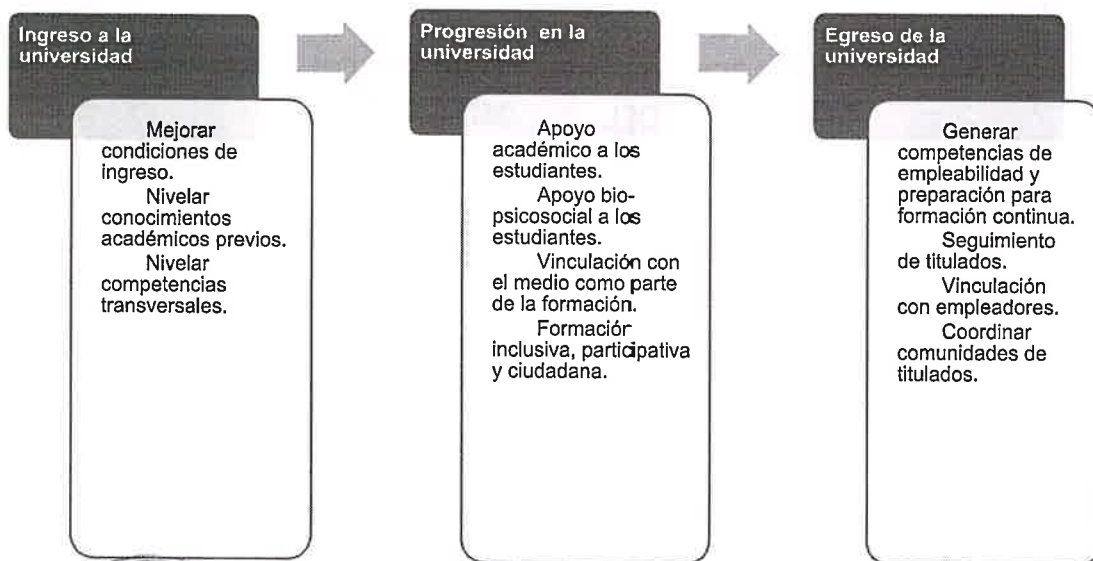 Ingreso a la
universidad
Mejorar
condiciones de
ingreso.
Nivelar
conocimientos
académicos previos.
Nivelar
competencias
transversales.
Progresión en la
universidad
Apoyo
académico a los
estudiantes.
Apoyo bio-
psicosocial a los
estudiantes.
Vinculación con
el medio como parte
de la formación.
Formación
inclusiva, participativa
y ciudadana.
Egreso de la
universidad
Generar
competencias de
empleabilidad y
preparación para
formación continua.
Seguimiento
de titulados.
Vinculación
con empleadores.
Coordinar
comunidades de
titulados.